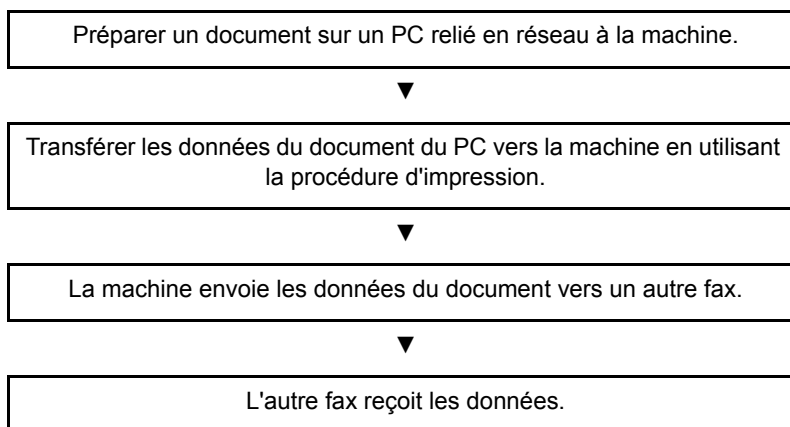 Préparer un document sur un PC relié en réseau à la machine.
▼
Transférer les données du document du PC vers la machine en utilisant
la procédure d'impression.
▼
La machine envoie les données du document vers un autre fax.
▼
L'autre fax reçoit les données.